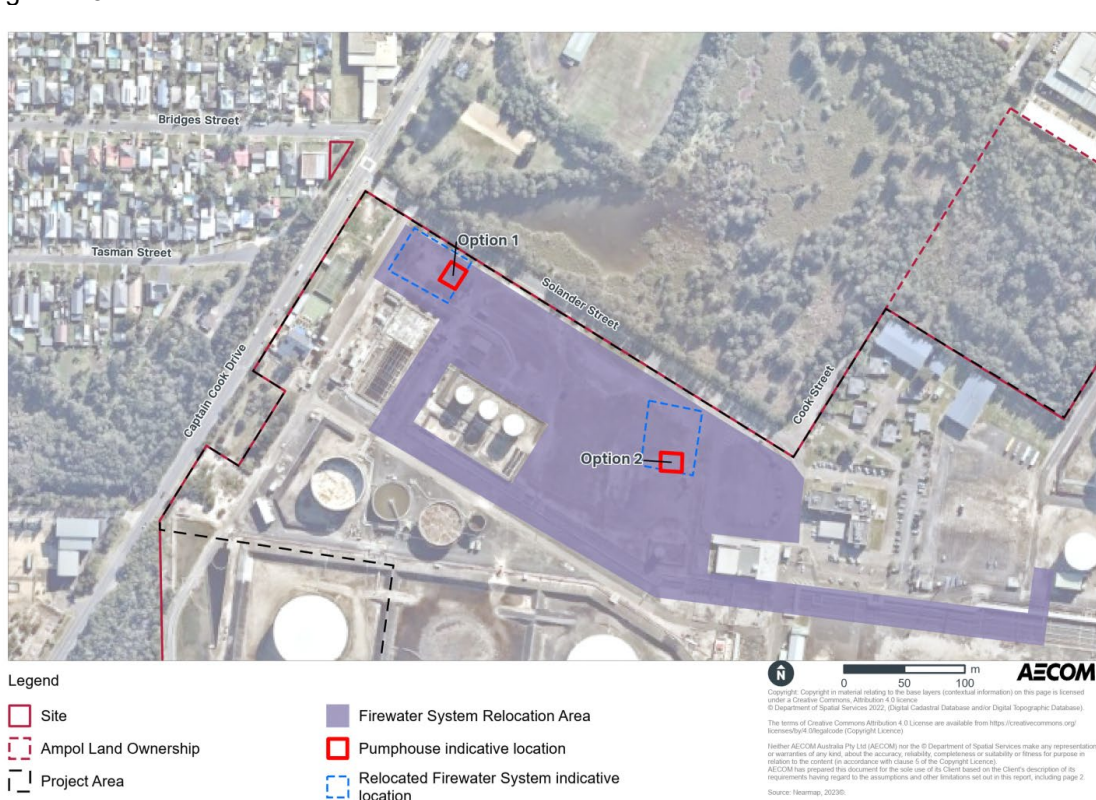 Bridges Street
Option 1
Tasman Street
Solander Street
Captain Cook Drive
Cook Street
Option 2
Legend
Site
Ampol Land Ownership
Project Area
Firewater System Relocation Area
Pumphouse indicative location
Relocated Firewater System indicative
location
N
m
0 50 100
AECOM
Copyright: Copyright in material relating to the base layers (contextual information) on this page is licensed
under a Creative Commons, Attribution 4.0 licence
© Department of Spatial Services 2022, (Digital Cadastral Database and/or Digital Topographic Database).
The terms of Creative Commons Attribution 4.0 License are available from https://creativecommons.org/
licenses/by/4.0/legalcode (Copyright Licence)
Neither AECOM Australia Pty Ltd (AECOM) nor the © Department of Spatial Services make any representations
or warranties of any kind, about the accuracy, reliability, completeness or suitability or fitness for purpose in
relation to the content (in accordance with clause 5 of the Copyright Licence).
AECOM has prepared this document for the sole use of its Client based on the Client's description of its
requirements having regard to the assumptions and other limitations set out in this report, including page 2.
Source: Nearmap, 2023©.